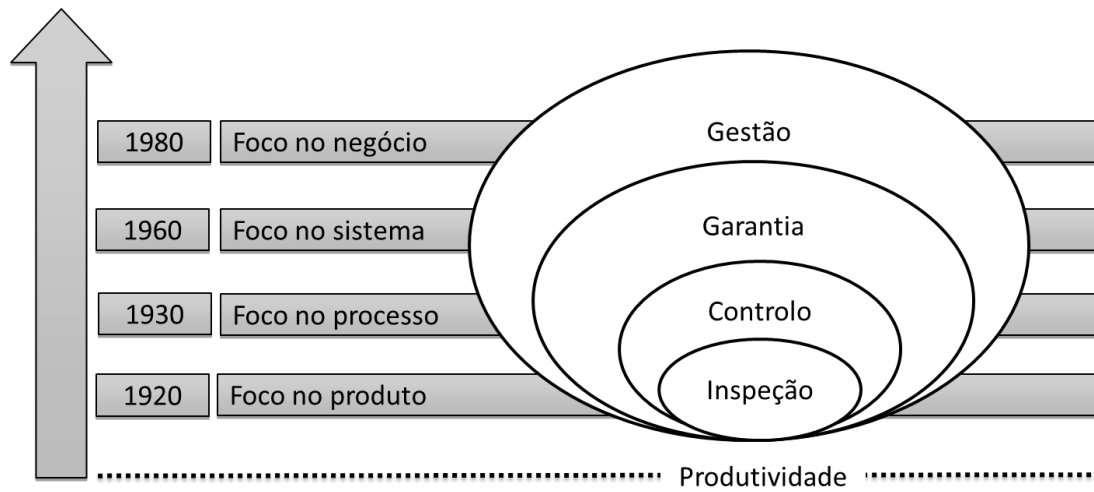 1980 Foco no negócio Gestão
1960 Foco no sistema Garantia
1930 Foco no processo Controlo
1920 Foco no produto Inspeção
Produtividade